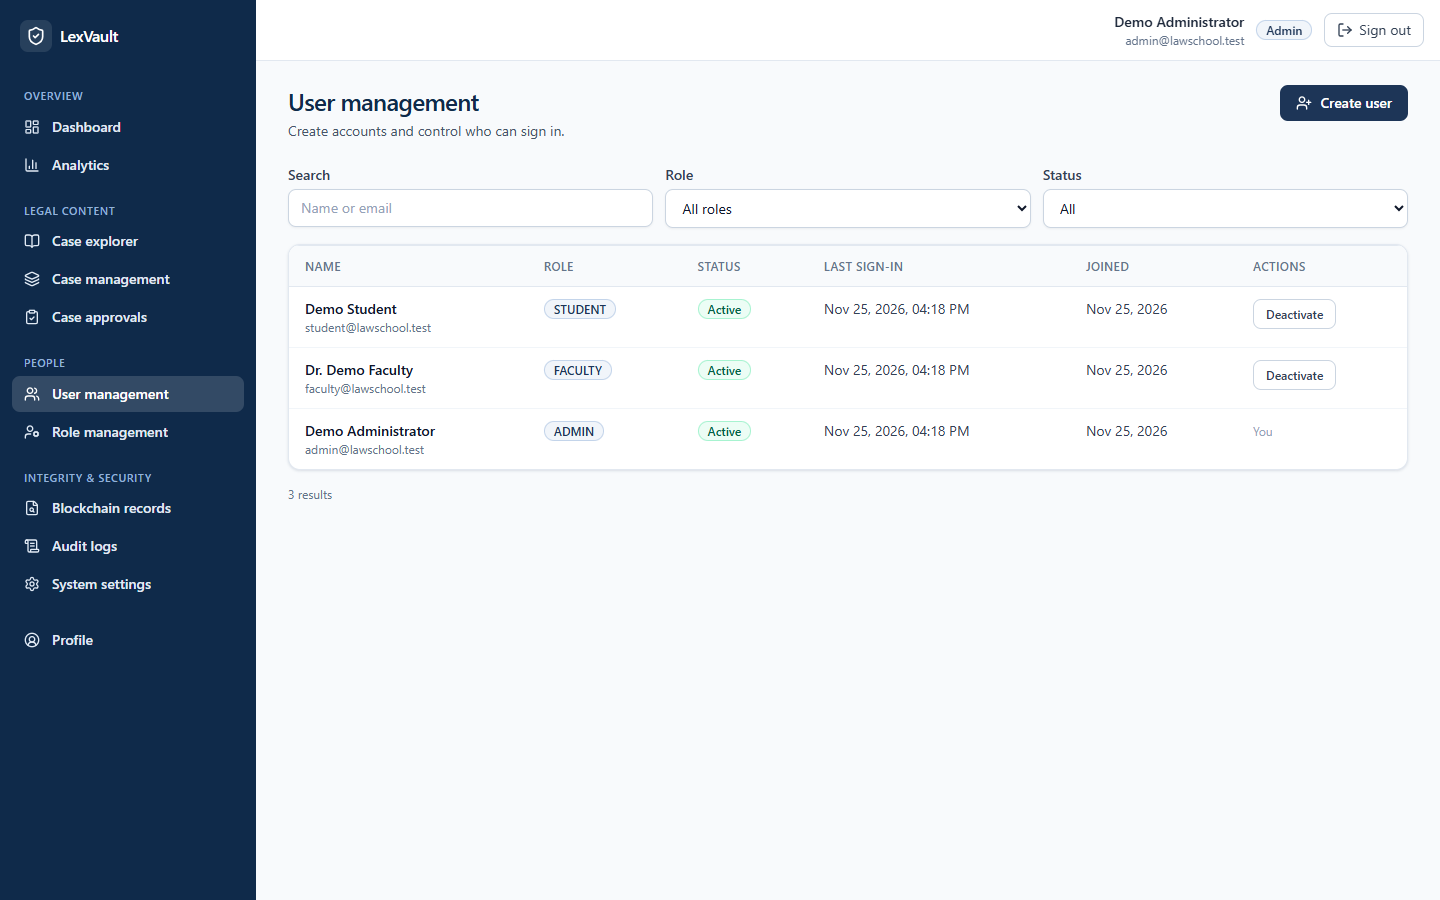 LexVault
OVERVIEW
Dashboard
Analytics
LEGAL CONTENT
Case explorer
Case management
Case approvals
PEOPLE
User management
Role management
INTEGRITY & SECURITY
Blockchain records
Audit logs
System settings
Profile
Demo Administrator
admin@lawschool.test
Admin
Sign out
User management
Create accounts and control who can sign in.
Create user
Search
Name or email
Role
All roles
Status
All
NAME ROLE STATUS LAST SIGN-IN JOINED ACTIONS
Demo Student STUDENT Active Nov 25, 2026, 04:18 PM Nov 25, 2026 Deactivate
student@lawschool.test
Dr. Demo Faculty FACULTY Active Nov 25, 2026, 04:18 PM Nov 25, 2026 Deactivate
faculty@lawschool.test
Demo Administrator ADMIN Active Nov 25, 2026, 04:18 PM Nov 25, 2026 You
admin@lawschool.test
3 results